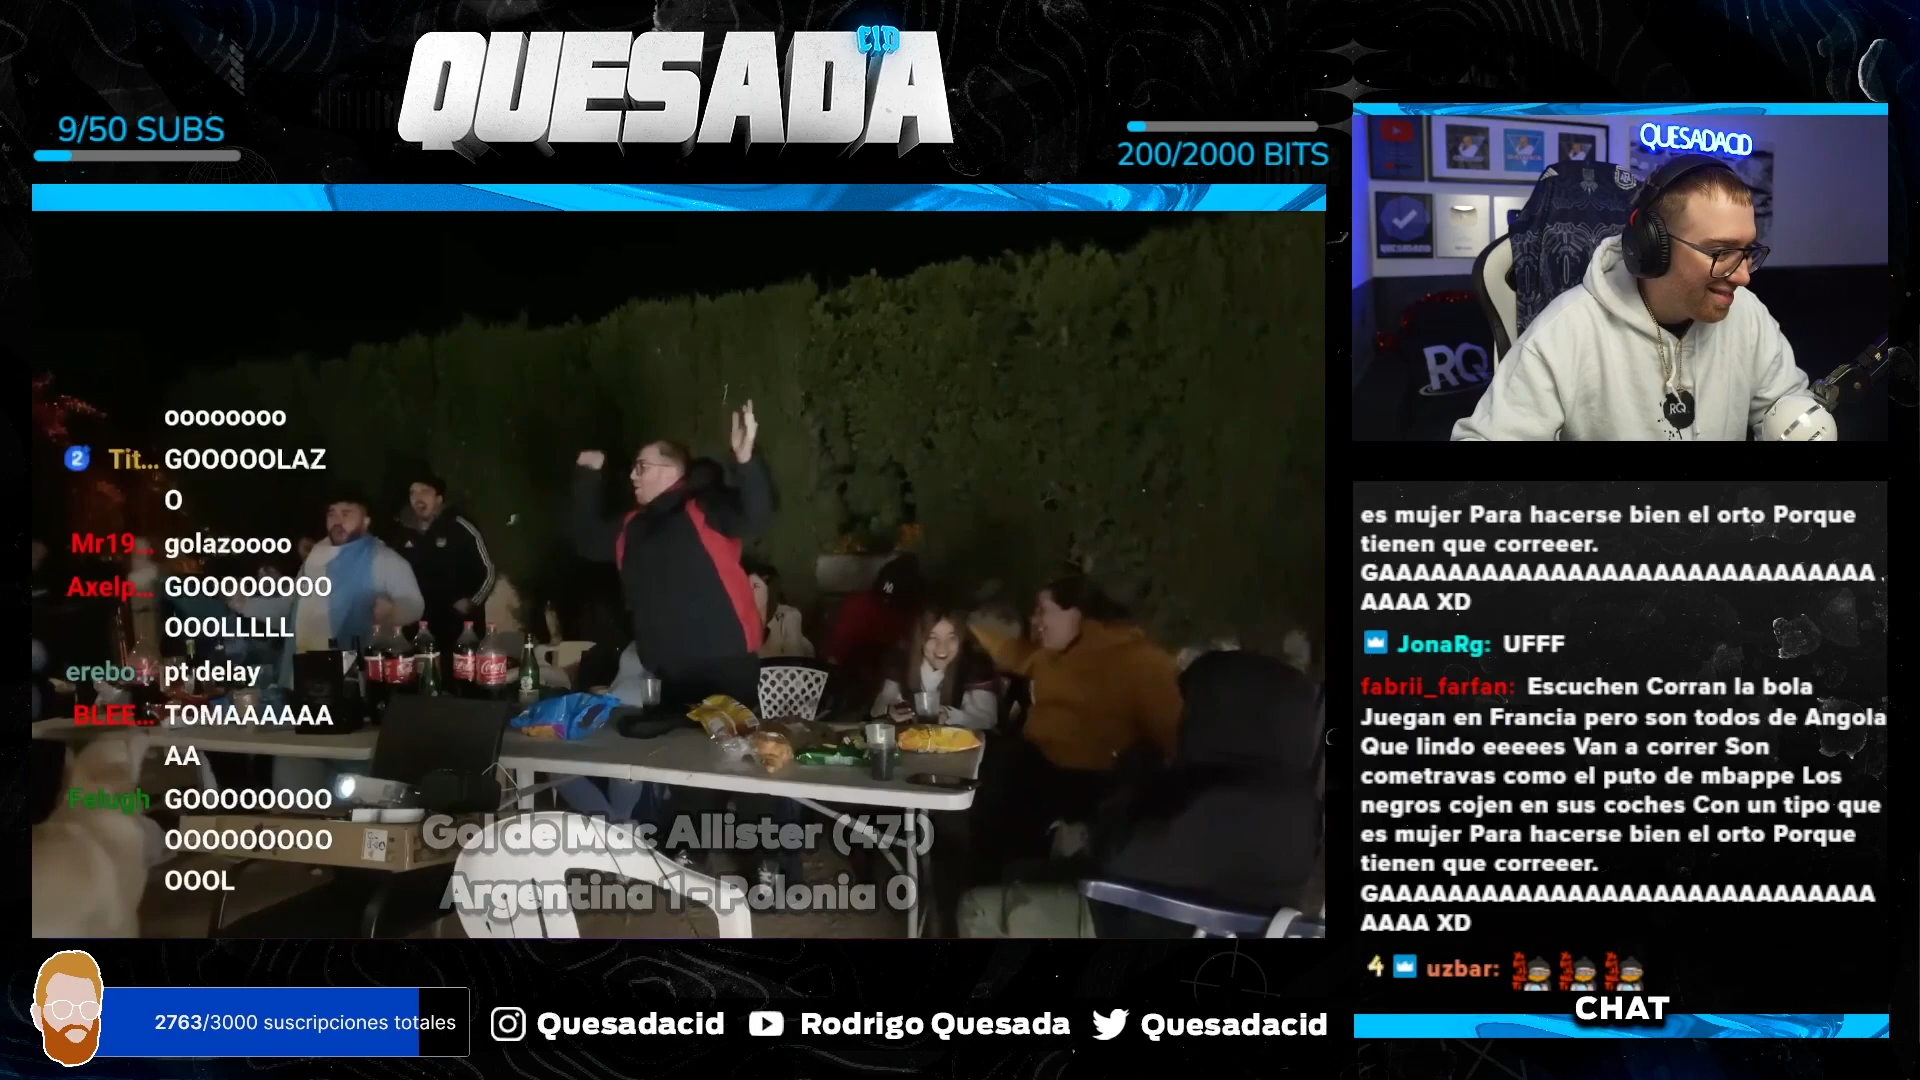 QUESADA
CID
9/50 SUBS
200/2000 BITS
QUESADACID
RQ
RQ
oooooooo
Tit... GOOOOOLAZ
O
Mr19... golazoooo
Axelp... GOOOOOOOO
OOOLLLLL
erebo... pt delay
BLEE... TOMAAAAAA
AA
Felugh GOOOOOOOO
OOOOOOOOO
OOOL
Gol de Mac Allister (47')
Argentina 1 - Polonia 0
es mujer Para hacerse bien el orto Porque
tienen que correeer.
GAAAAAAAAAAAAAAAAAAAAAAAAAAAAA
AAAA XD
JonaRg: UFFF
fabrii_farfan: Escuchen Corran la bola
Juegan en Francia pero son todos de Angola
Que lindo eeeees Van a correr Son
cometravas como el puto de mbappe Los
negros cojen en sus coches Con un tipo que
es mujer Para hacerse bien el orto Porque
tienen que correeer.
GAAAAAAAAAAAAAAAAAAAAAAAAAAAAA
AAAA XD
4 uzbar:
CHAT
2763/3000 suscripciones totales
Quesadacid
Rodrigo Quesada
Quesadacid